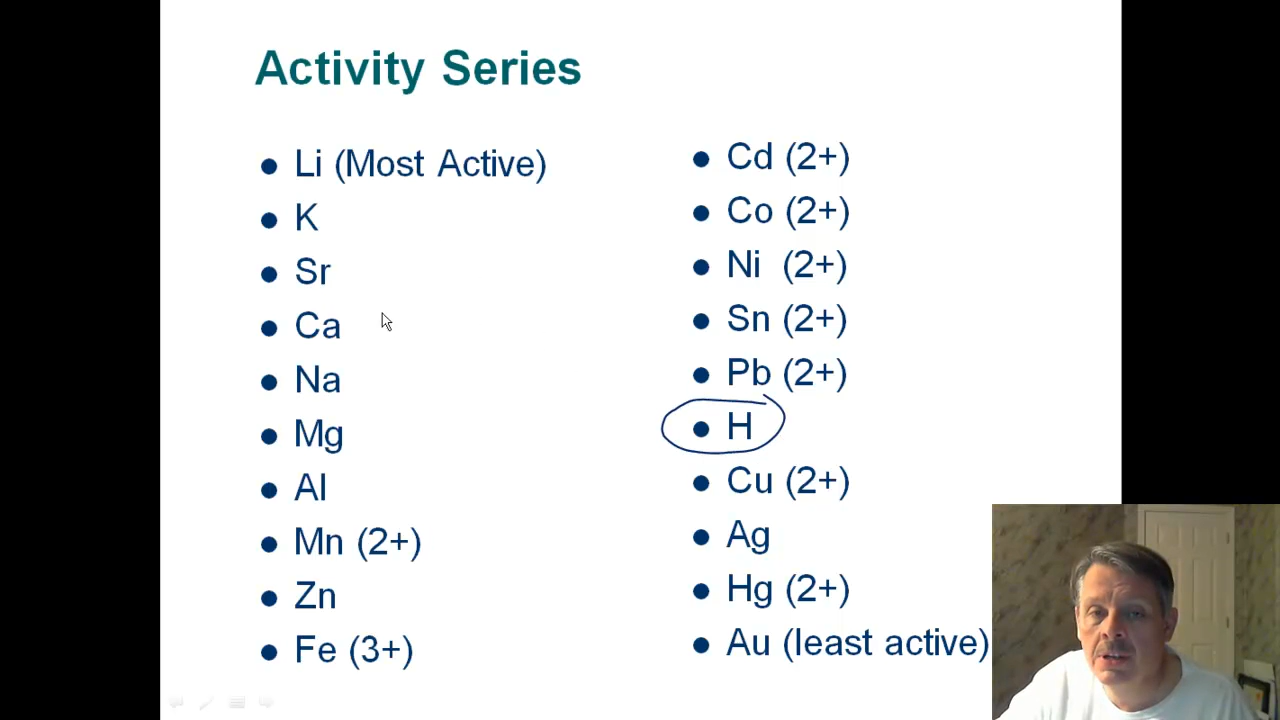 Activity Series
• Li (Most Active)
• K
• Sr
• Ca
• Na
• Mg
• Al
• Mn (2+)
• Zn
• Fe (3+)
• Cd (2+)
• Co (2+)
• Ni (2+)
• Sn (2+)
• Pb (2+)
• H
• Cu (2+)
• Ag
• Hg (2+)
• Au (least active)